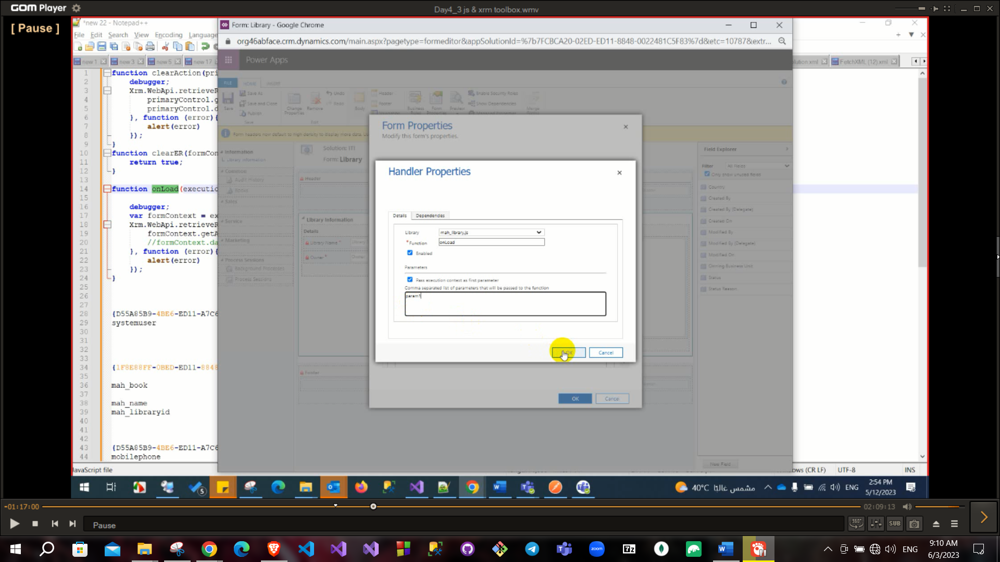 GOM Player
Day4_3 js & xrm toolbox.wmv
[ Pause ]
*new 22 - Notepad++
File Edit Search View Encoding Language
new 1 new 3 new 5 new 17
lution.xml FetchXML (12).xml
1 function clearAction(pri
2 debugger;
3 Xrm.WebApi.retrieveR
4 primaryControl.g
5 primaryControl.d
6 }, function (error){
7 alert(error)
8 });
9 }
10 function clearER(formCon
11 return true;
12 }
13
14 function onLoad(executio
15
16 debugger;
17 var formContext = ex
18 Xrm.WebApi.retrieveR
19 formContext.getA
20 //formContext.da
21 }, function (error){
22 alert(error)
23 });
24 }
25
26
27
28 {D55A85B9-4BE6-ED11-A7C6
29 systemuser
30
31
32
33
34 {1F8E88FF-0BED-ED11-8848
35
36 mah_book
37
38 mah_name
39 mah_libraryid
40
41
42
43 {D55A85B9-4BE6-ED11-A7C6
44 mobilephone
JavaScript file
Windows (CR LF) UTF-8 INS
Form: Library - Google Chrome
org46abface.crm.dynamics.com/main.aspx?pagetype=formeditor&appSolutionId=%7b7FCBCA20-02ED-ED11-8848-0022481C5F83%7d&etc=10787&extr...
Power Apps
FILE HOME INSERT
Save
Save As
Save and Close
Publish
Save
Change Properties
Remove
Undo
Redo
Edit
Body
Header
Footer
Navigation
Business Rules
Form Properties
Preview
Enable Security Roles
Show Dependencies
Managed Properties
Merge Forms
Form headers now default to high density to display more data.
Information
Library Information
Common
Audit History
Books
Sales
Service
Marketing
Process Sessions
Background Processes
Process Sessions
Solution: ITI
Form: Library
Header
Library Information
Details
Library Name *
Owner *
Owner
Footer
Field Explorer
Filter All Fields
Only show unused fields
Country
Created By
Created By (Delegate)
Created On
Modified By
Modified By (Delegate)
Modified On
Owning Business Unit
Status
Status Reason
New Field
Form Properties
Modify this form's properties.
Handler Properties
Details Dependencies
Library mah_library.js
* Function onLoad
Enabled
Parameters
Pass execution context as first parameter
Comma separated list of parameters that will be passed to the function
param1
OK Cancel
OK Cancel
5
40°C مشمس غالبًا ENG
2:54 PM
5/12/2023
-01:17:00 02:09:13
Pause
360° SUB
zoom 7z
ENG
9:10 AM
6/3/2023